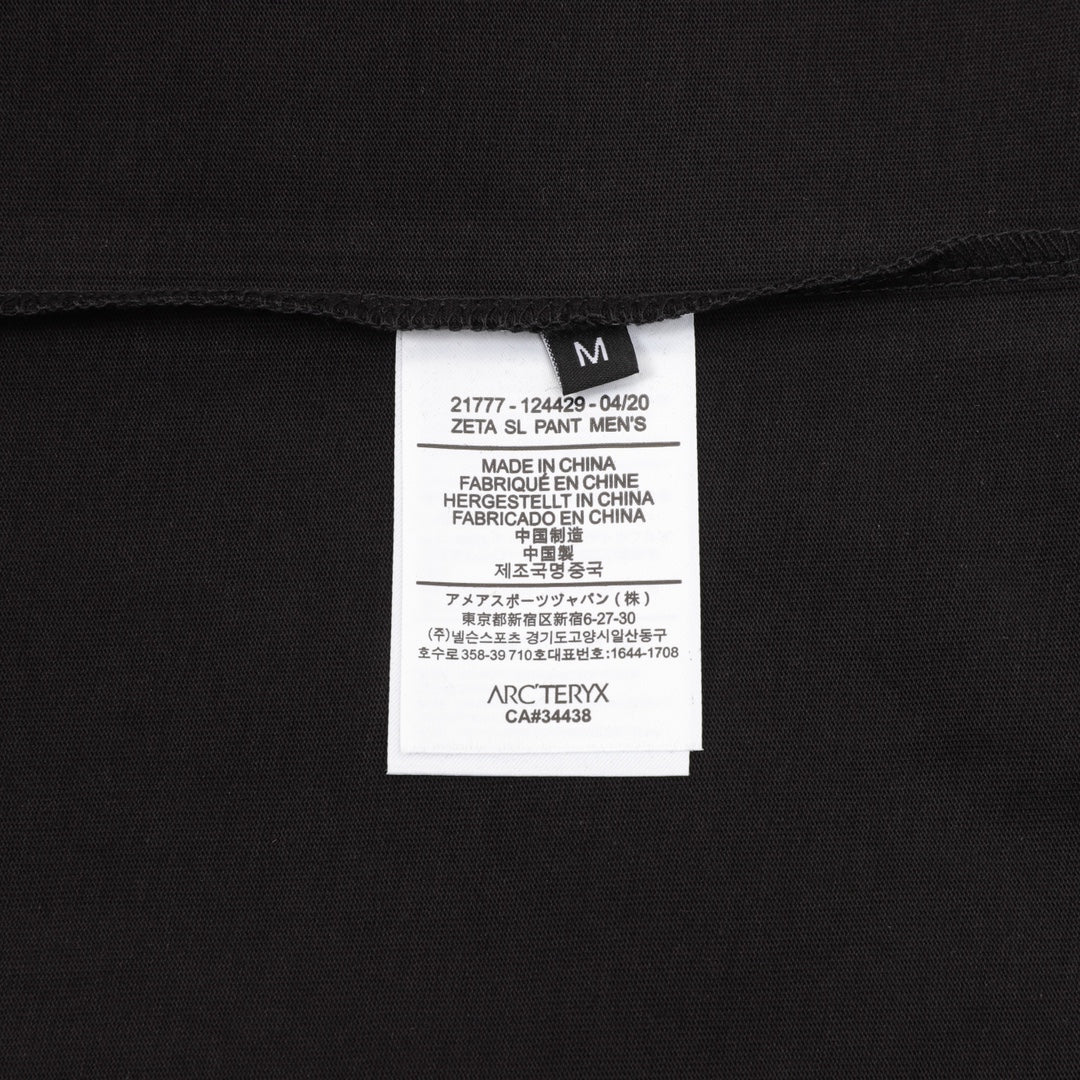 M
21777 - 124429 - 04/20
ZETA SL PANT MEN'S
MADE IN CHINA
FABRIQUÉ EN CHINE
HERGESTELLT IN CHINA
FABRICADO EN CHINA
中国制造
中国製
제조국명중국
アメアスポーツヅャパン(株)
東京都新宿区新宿6-27-30
(주)넬슨스포츠 경기도고양시일산동구
호수로358-39 710호대표번호:1644-1708
ARC'TERYX
CA#34438